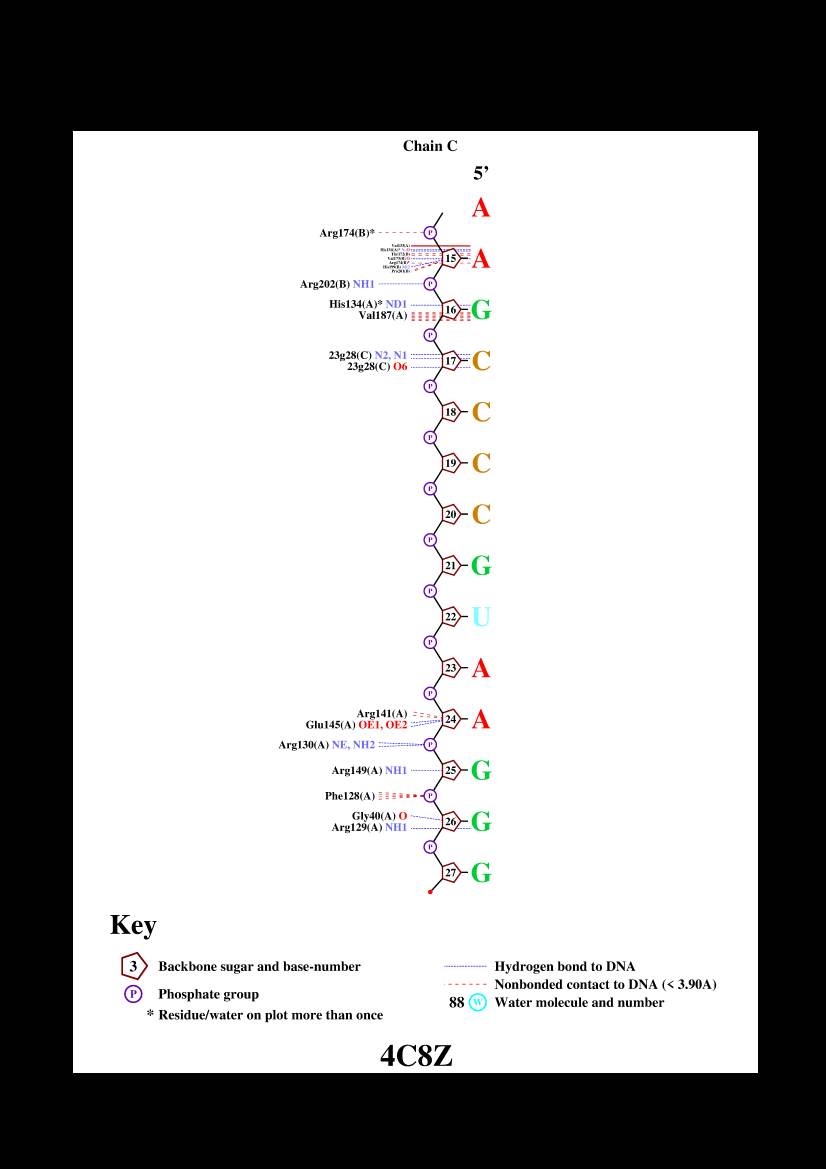 Chain C
5’
A
Arg174(B)*
P
15 A
P
Arg202(B) NH1
His134(A)* ND1
Val187(A)
16 G
P
23g28(C) N2, N1
23g28(C) O6
17 C
P
18 C
P
19 C
P
20 C
P
21 G
P
22 U
P
23 A
P
Arg141(A)
Glu145(A) OE1, OE2
24 A
Arg130(A) NE, NH2
P
Arg149(A) NH1
25 G
Phe128(A)
P
Gly40(A) O
Arg129(A) NH1
26 G
P
27 G
Key
3 Backbone sugar and base-number
P Phosphate group
* Residue/water on plot more than once
Hydrogen bond to DNA
Nonbonded contact to DNA (< 3.90A)
88 W Water molecule and number
4C8Z